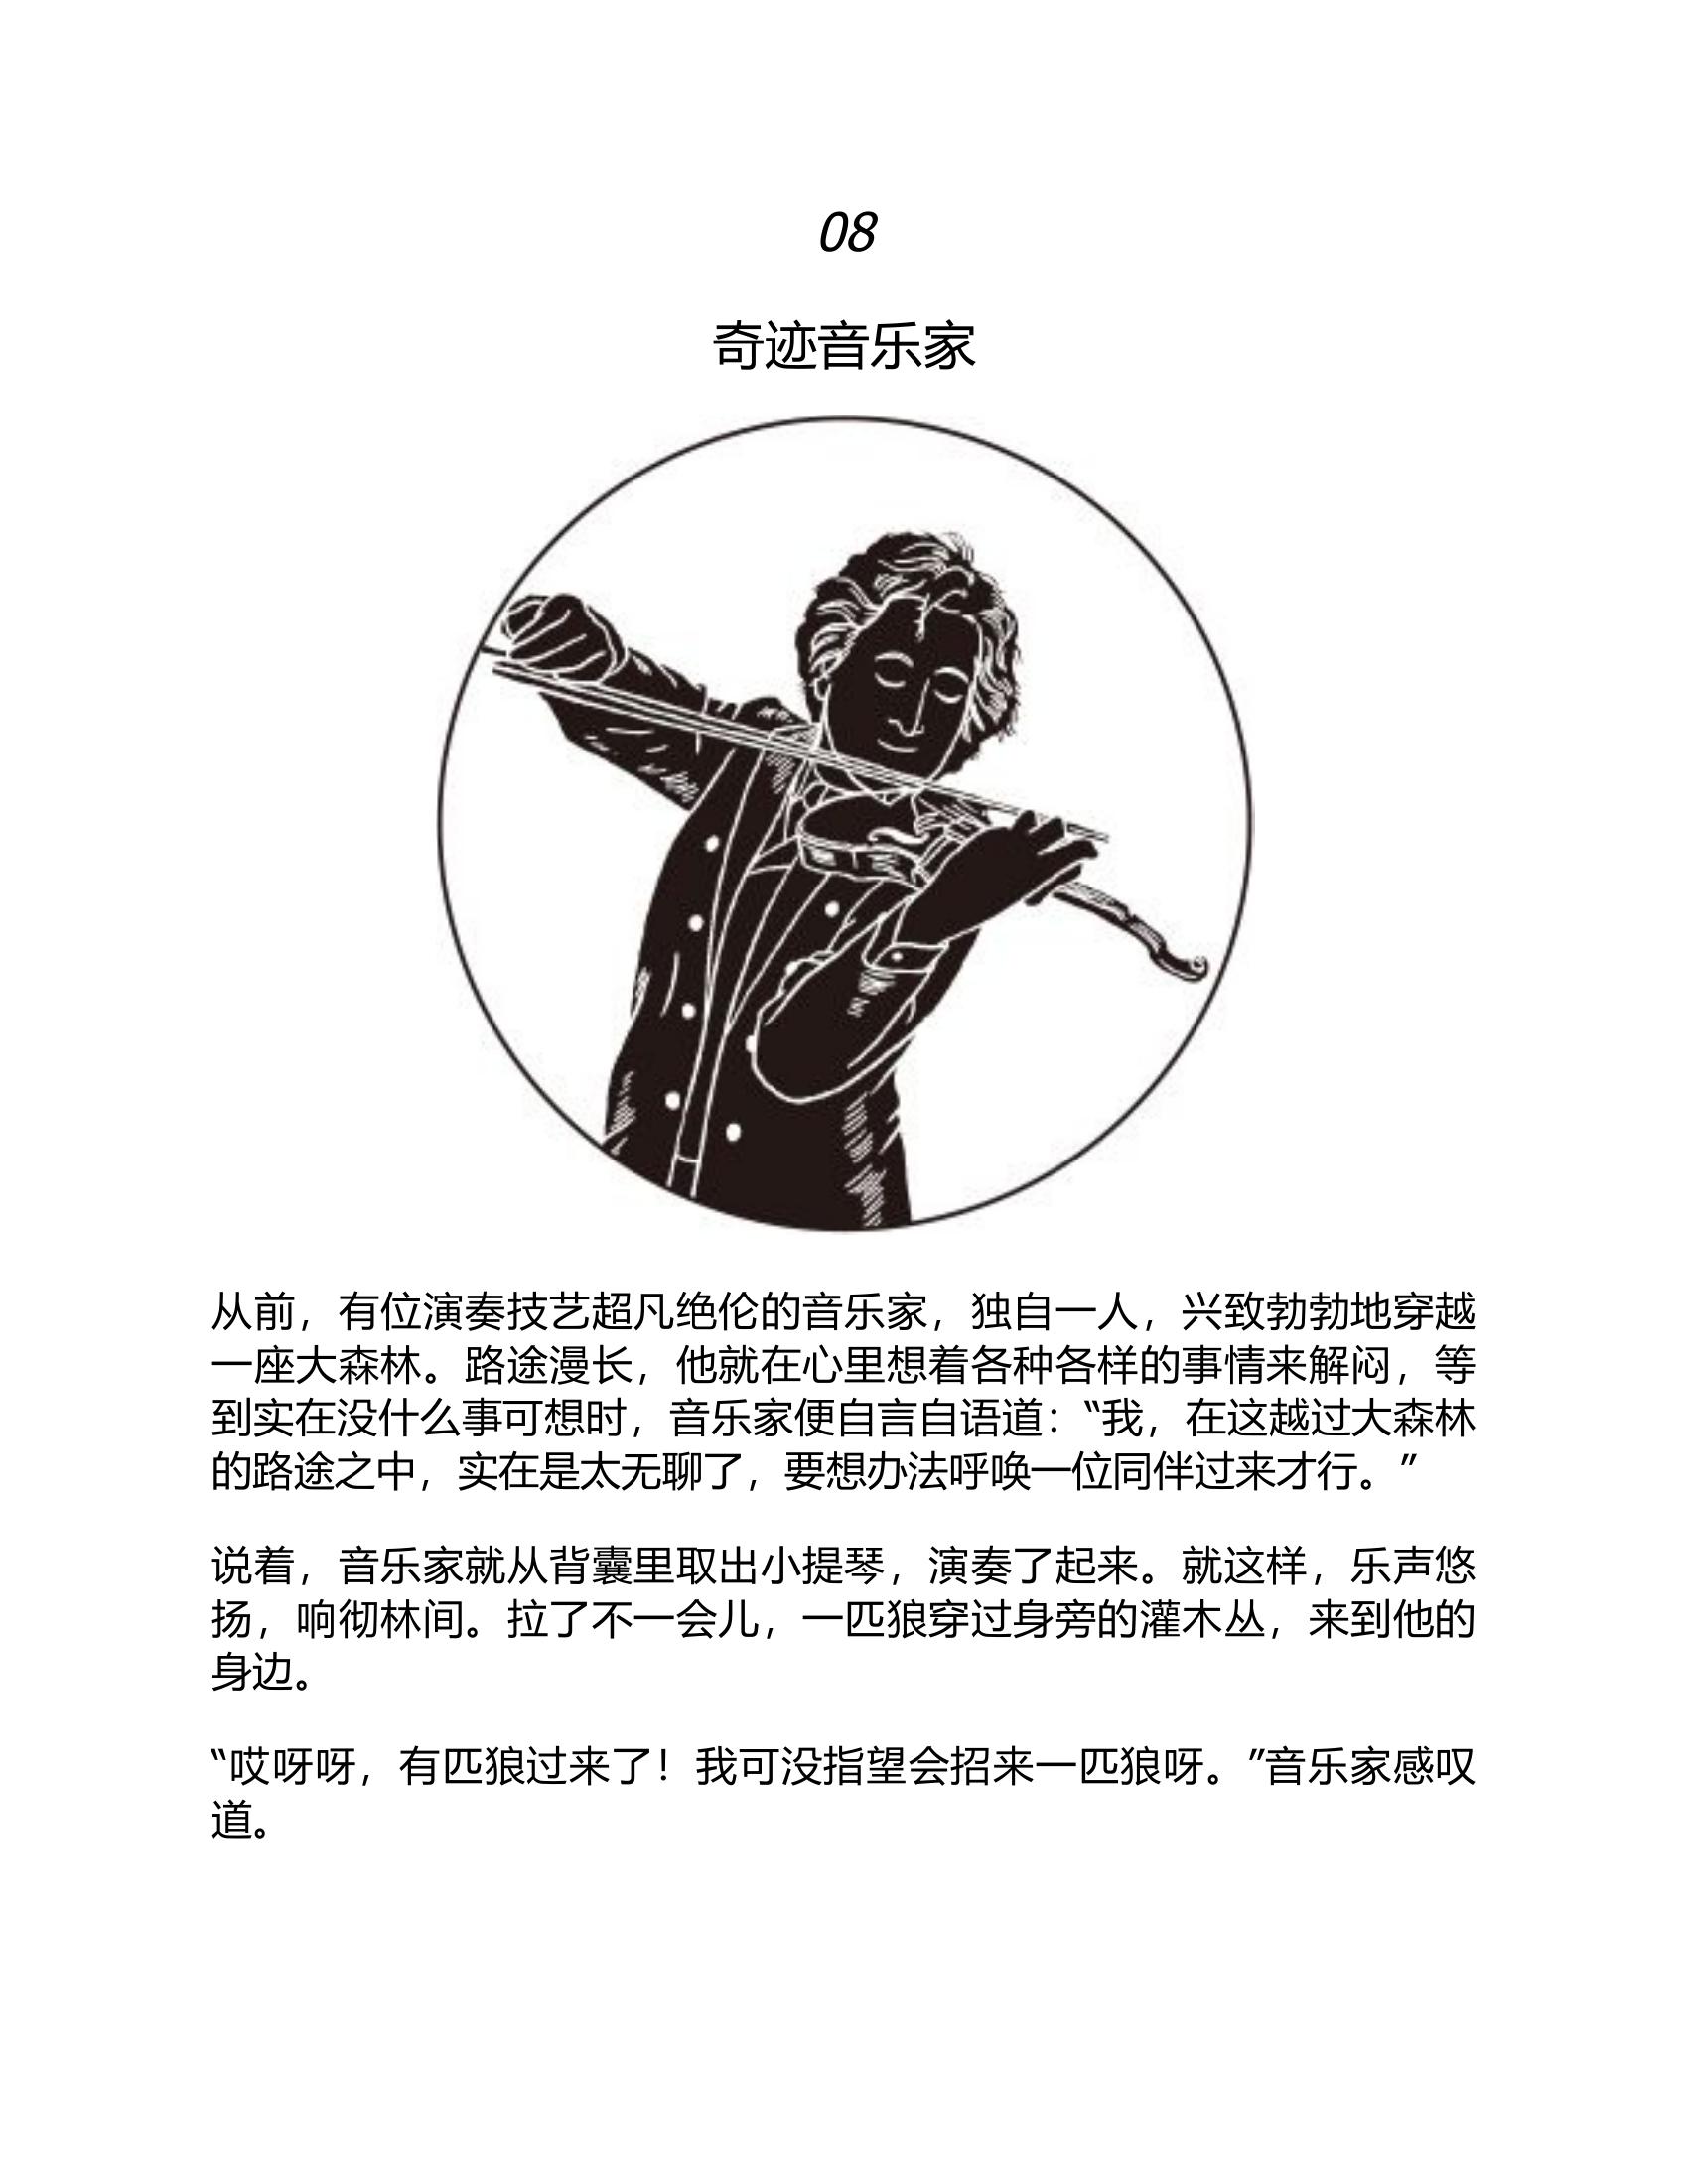 08
奇迹音乐家
从前，有位演奏技艺超凡绝伦的音乐家，独自一人，兴致勃勃地穿越
一座大森林。路途漫长，他就在心里想着各种各样的事情来解闷，等
到实在没什么事可想时，音乐家便自言自语道：“我，在这越过大森林
的路途之中，实在是太无聊了，要想办法呼唤一位同伴过来才行。”
说着，音乐家就从背囊里取出小提琴，演奏了起来。就这样，乐声悠
扬，响彻林间。拉了不一会儿，一匹狼穿过身旁的灌木丛，来到他的
身边。
“哎呀呀，有匹狼过来了！我可没指望会招来一匹狼呀。”音乐家感叹
道。